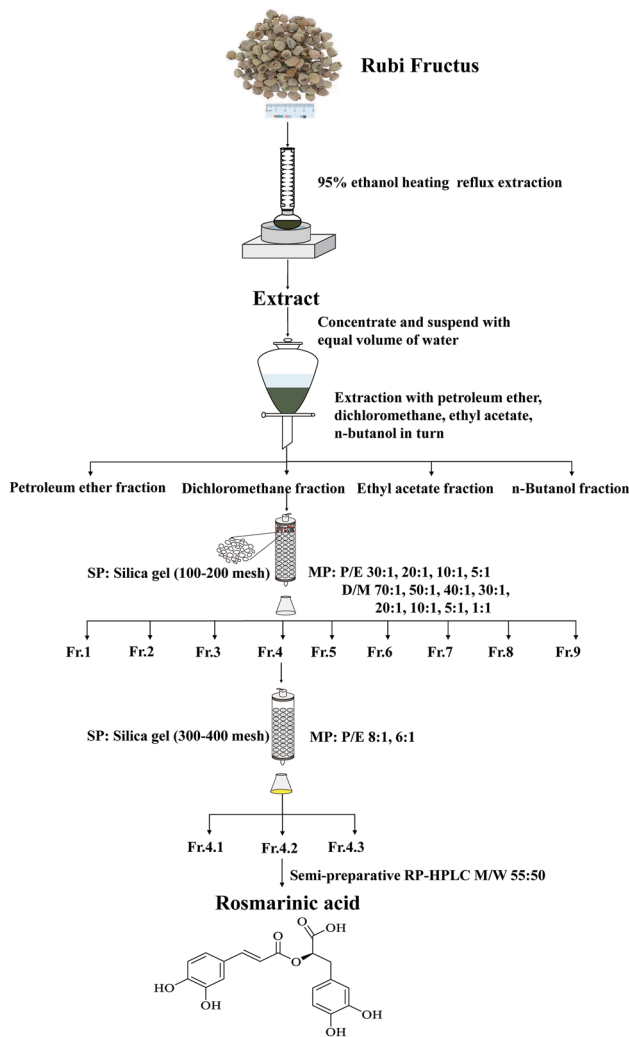 Rubi Fructus
95% ethanol heating reflux extraction
Extract
Concentrate and suspend with
equal volume of water
Extraction with petroleum ether,
dichloromethane, ethyl acetate,
n-butanol in turn
Petroleum ether fraction
Dichloromethane fraction
Ethyl acetate fraction
n-Butanol fraction
SP: Silica gel (100-200 mesh)
MP: P/E 30:1, 20:1, 10:1, 5:1
D/M 70:1, 50:1, 40:1, 30:1,
20:1, 10:1, 5:1, 1:1
Fr.1
Fr.2
Fr.3
Fr.4
Fr.5
Fr.6
Fr.7
Fr.8
Fr.9
SP: Silica gel (300-400 mesh)
MP: P/E 8:1, 6:1
Fr.4.1
Fr.4.2
Fr.4.3
Semi-preparative RP-HPLC M/W 55:50
Rosmarinic acid
O
OH
O
O
HO
OH
OH
OH